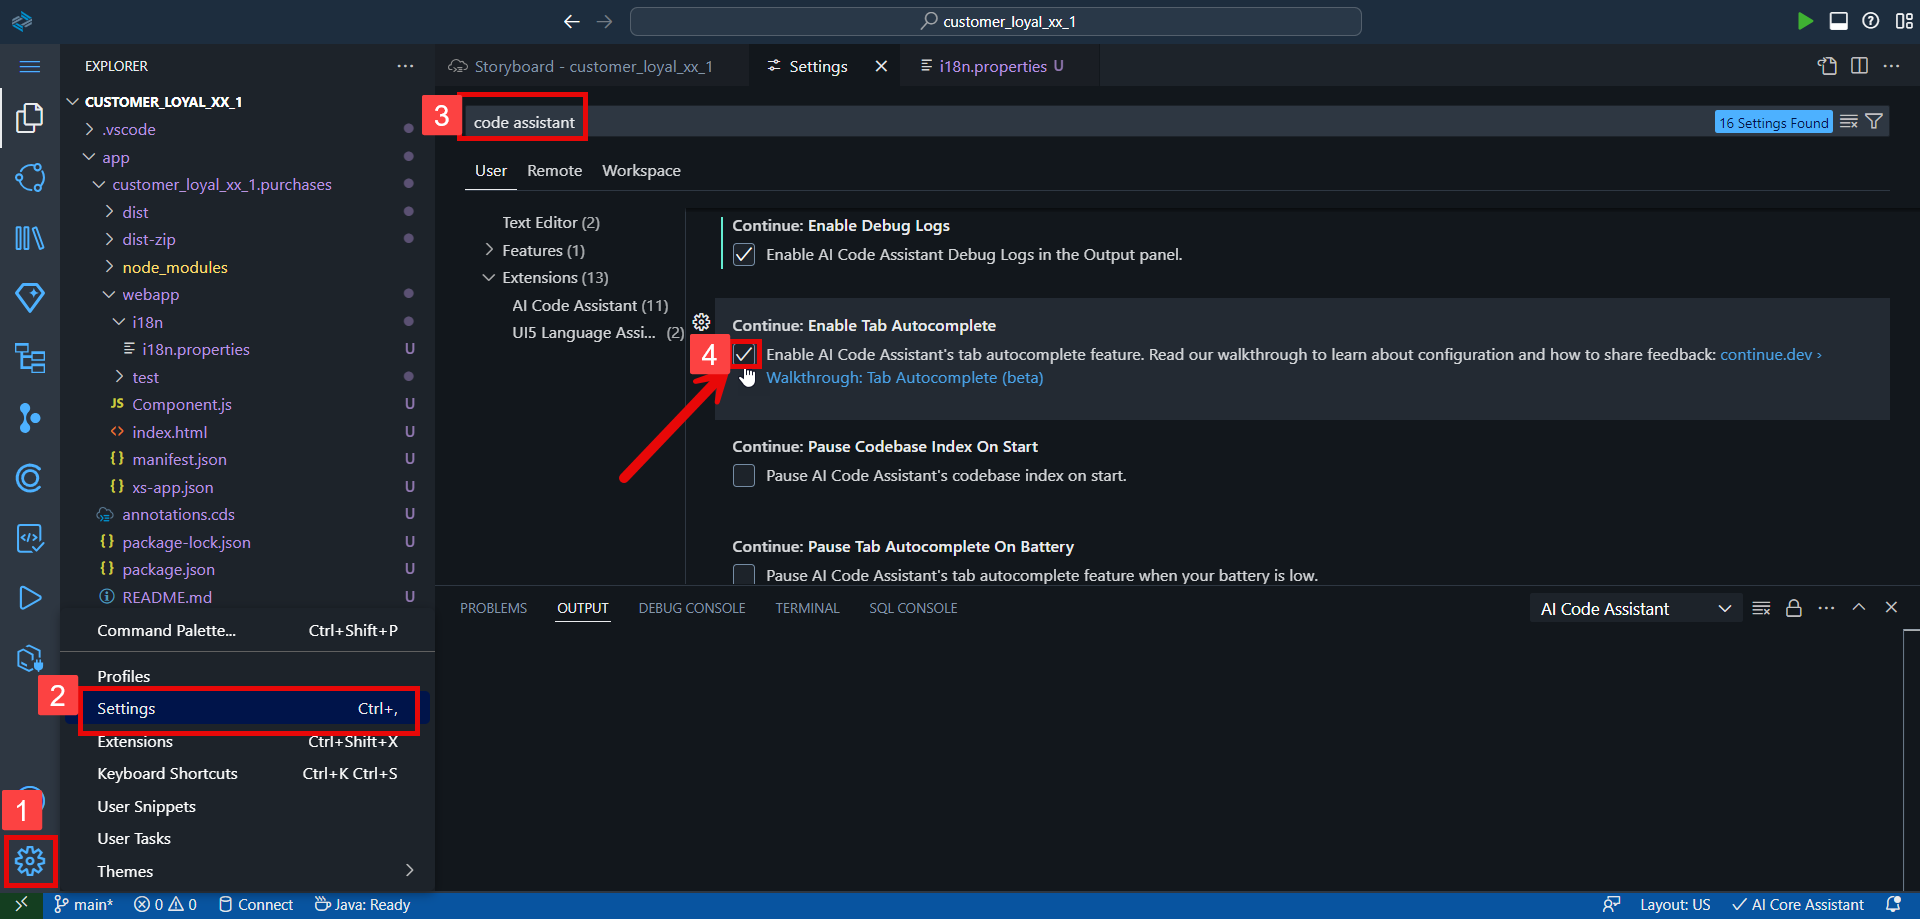 customer_loyal_xx_1
EXPLORER
Storyboard - customer_loyal_xx_1
Settings
i18n.properties U
CUSTOMER_LOYAL_XX_1
.vscode
app
customer_loyal_xx_1.purchases
dist
dist-zip
node_modules
webapp
i18n
i18n.properties U
test
JS Component.js U
<> index.html U
{} manifest.json U
{} xs-app.json U
annotations.cds U
{} package-lock.json U
{} package.json U
README.md U
Command Palette... Ctrl+Shift+P
Profiles
2
Settings Ctrl+,
Extensions Ctrl+Shift+X
Keyboard Shortcuts Ctrl+K Ctrl+S
User Snippets
1
User Tasks
Themes
3
code assistant
16 Settings Found
User Remote Workspace
Text Editor (2)
Features (1)
Extensions (13)
AI Code Assistant (11)
UI5 Language Assi... (2)
Continue: Enable Debug Logs
Enable AI Code Assistant Debug Logs in the Output panel.
Continue: Enable Tab Autocomplete
4
Enable AI Code Assistant's tab autocomplete feature. Read our walkthrough to learn about configuration and how to share feedback: continue.dev ›
Walkthrough: Tab Autocomplete (beta)
Continue: Pause Codebase Index On Start
Pause AI Code Assistant's codebase index on start.
Continue: Pause Tab Autocomplete On Battery
Pause AI Code Assistant's tab autocomplete feature when your battery is low.
PROBLEMS OUTPUT DEBUG CONSOLE TERMINAL SQL CONSOLE
AI Code Assistant
main* 0 0 Connect Java: Ready
Layout: US AI Core Assistant